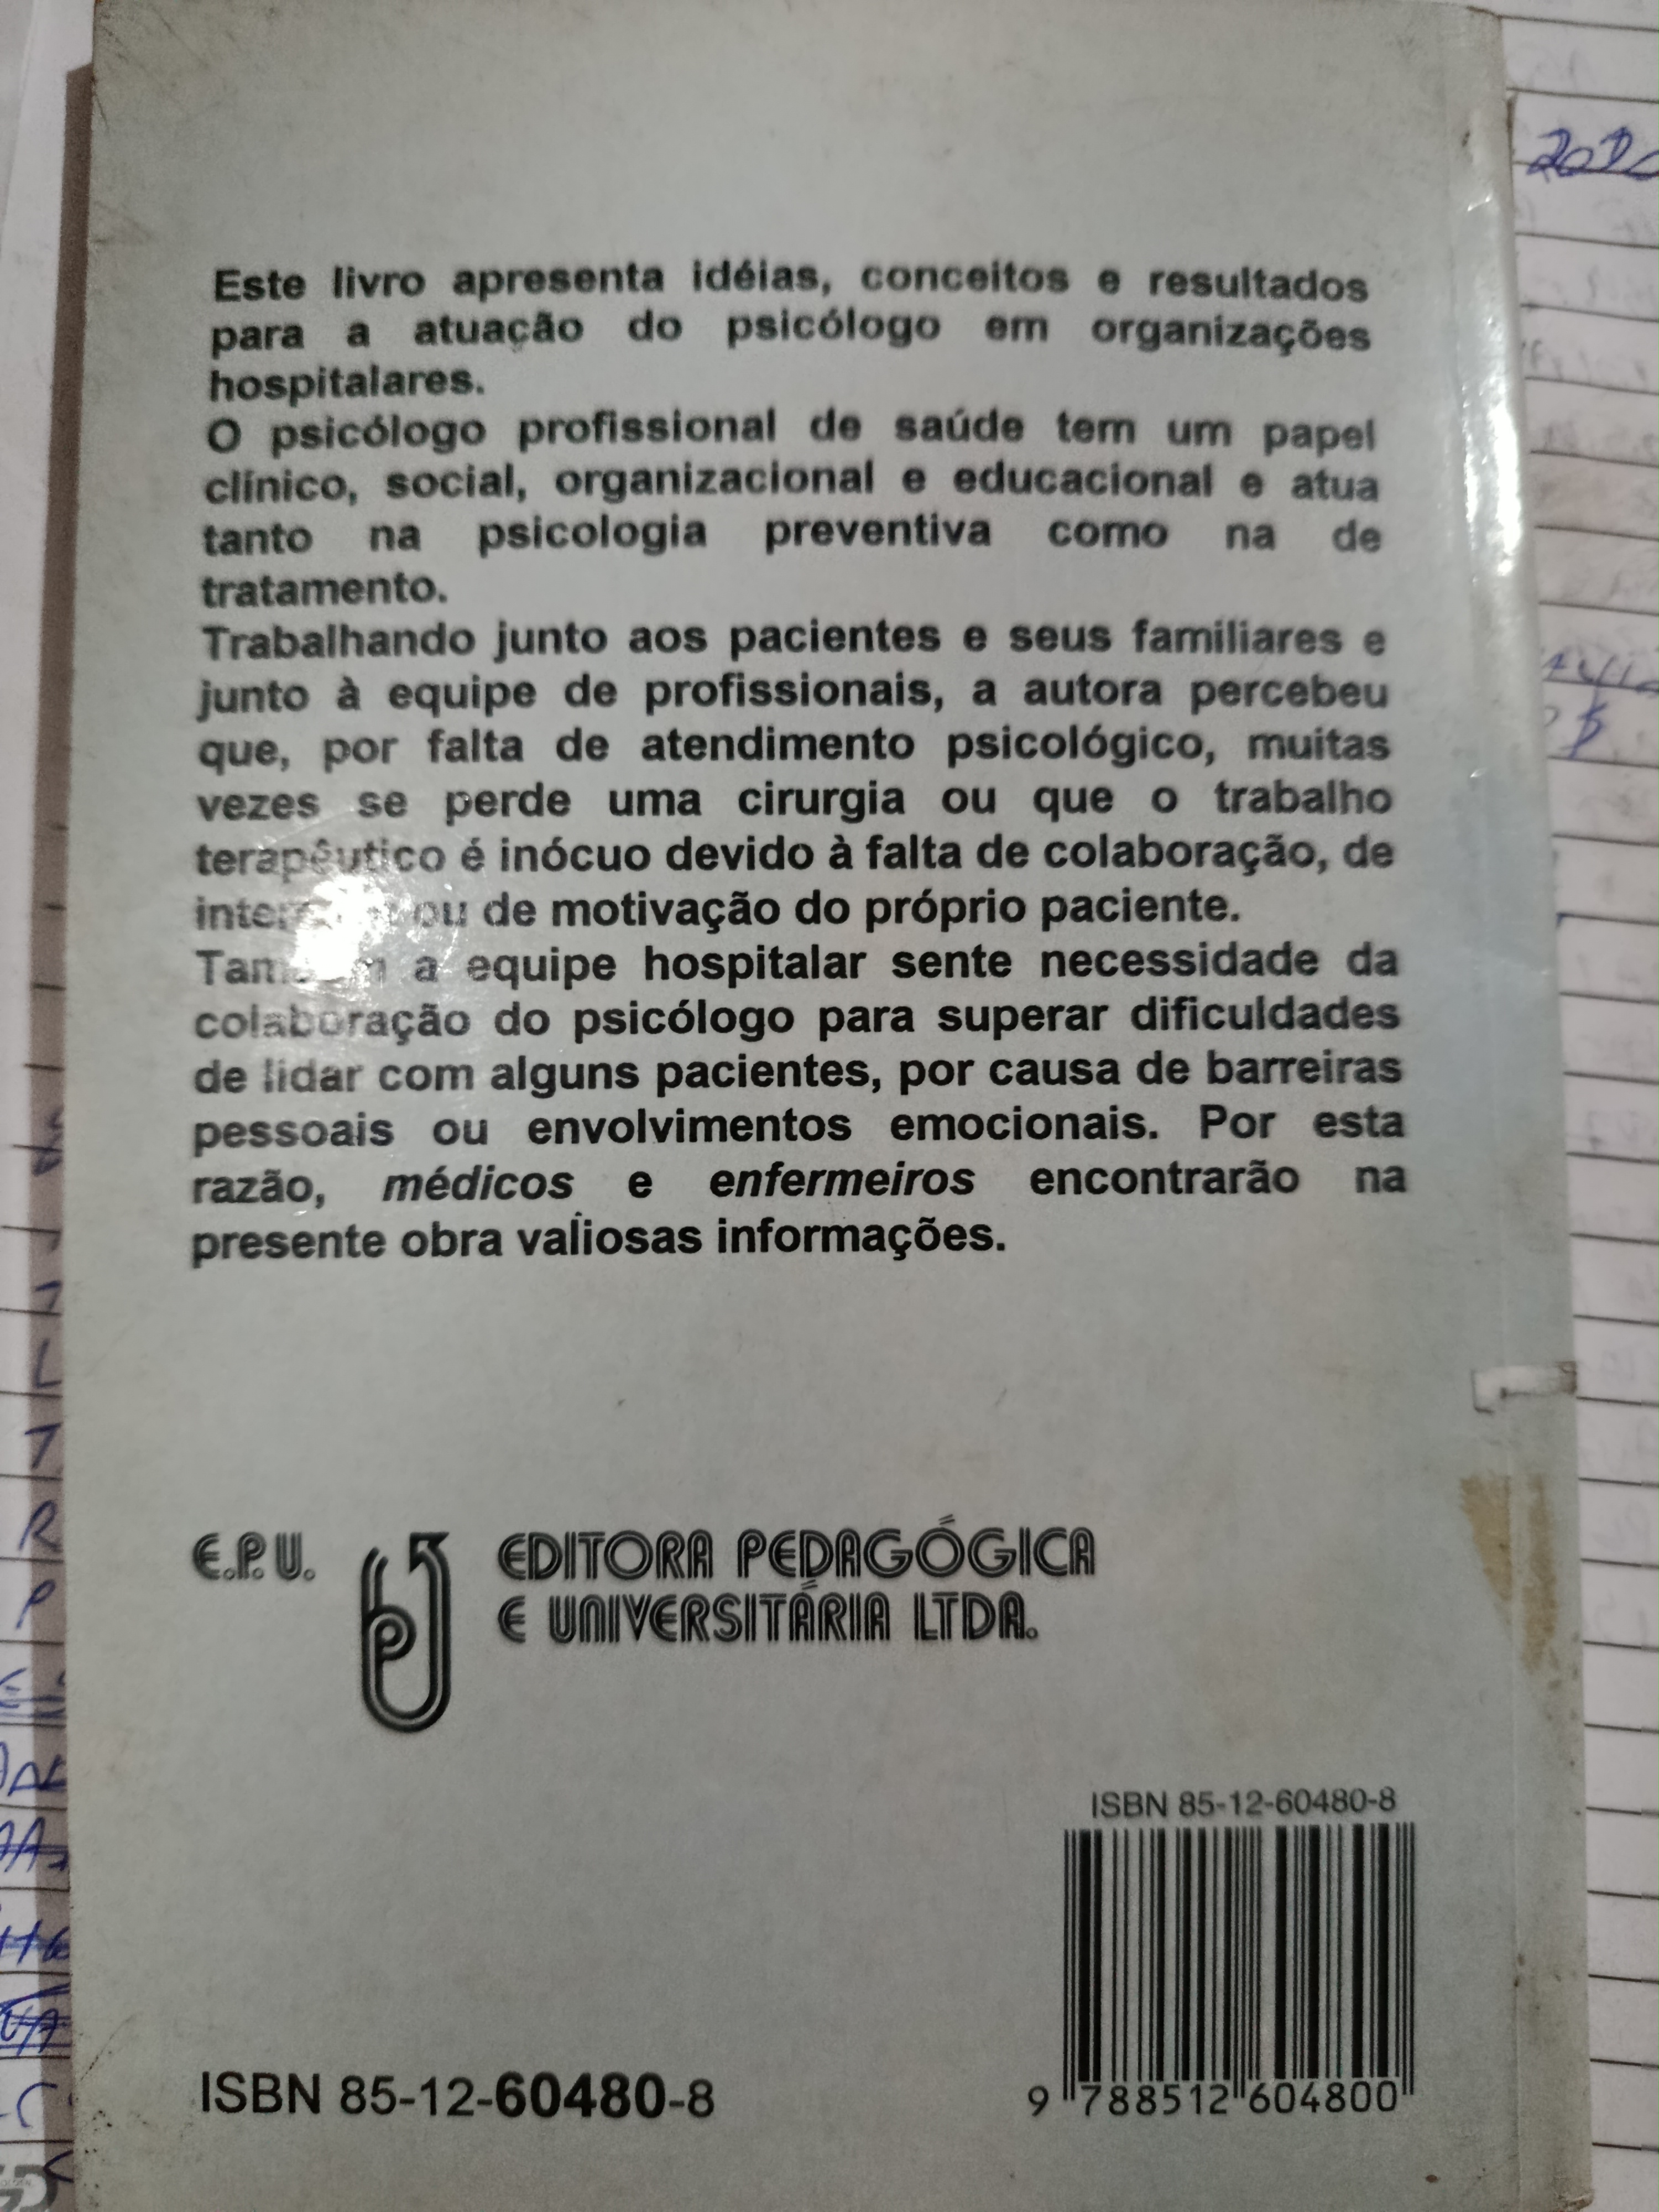 Este livro apresenta idéias, conceitos e resultados
para a atuação do psicólogo em organizações
hospitalares.
O psicólogo profissional de saúde tem um papel
clínico, social, organizacional e educacional e atua
tanto na psicologia preventiva como na de
tratamento.
Trabalhando junto aos pacientes e seus familiares e
junto à equipe de profissionais, a autora percebeu
que, por falta de atendimento psicológico, muitas
vezes se perde uma cirurgia ou que o trabalho
terapêutico é inócuo devido à falta de colaboração, de
ou de motivação do próprio paciente.
Também a equipe hospitalar sente necessidade da
colaboração do psicólogo para superar dificuldades
de lidar com alguns pacientes, por causa de barreiras
pessoais ou envolvimentos emocionais. Por esta
razão, médicos e enfermeiros encontrarão na
presente obra valiosas informações.
E.P.U. EDITORA PEDAGÓGICA
E UNIVERSITÁRIA LTDA.
ISBN 85-12-60480-8
ISBN 85-12-60480-8
9 788512 604800